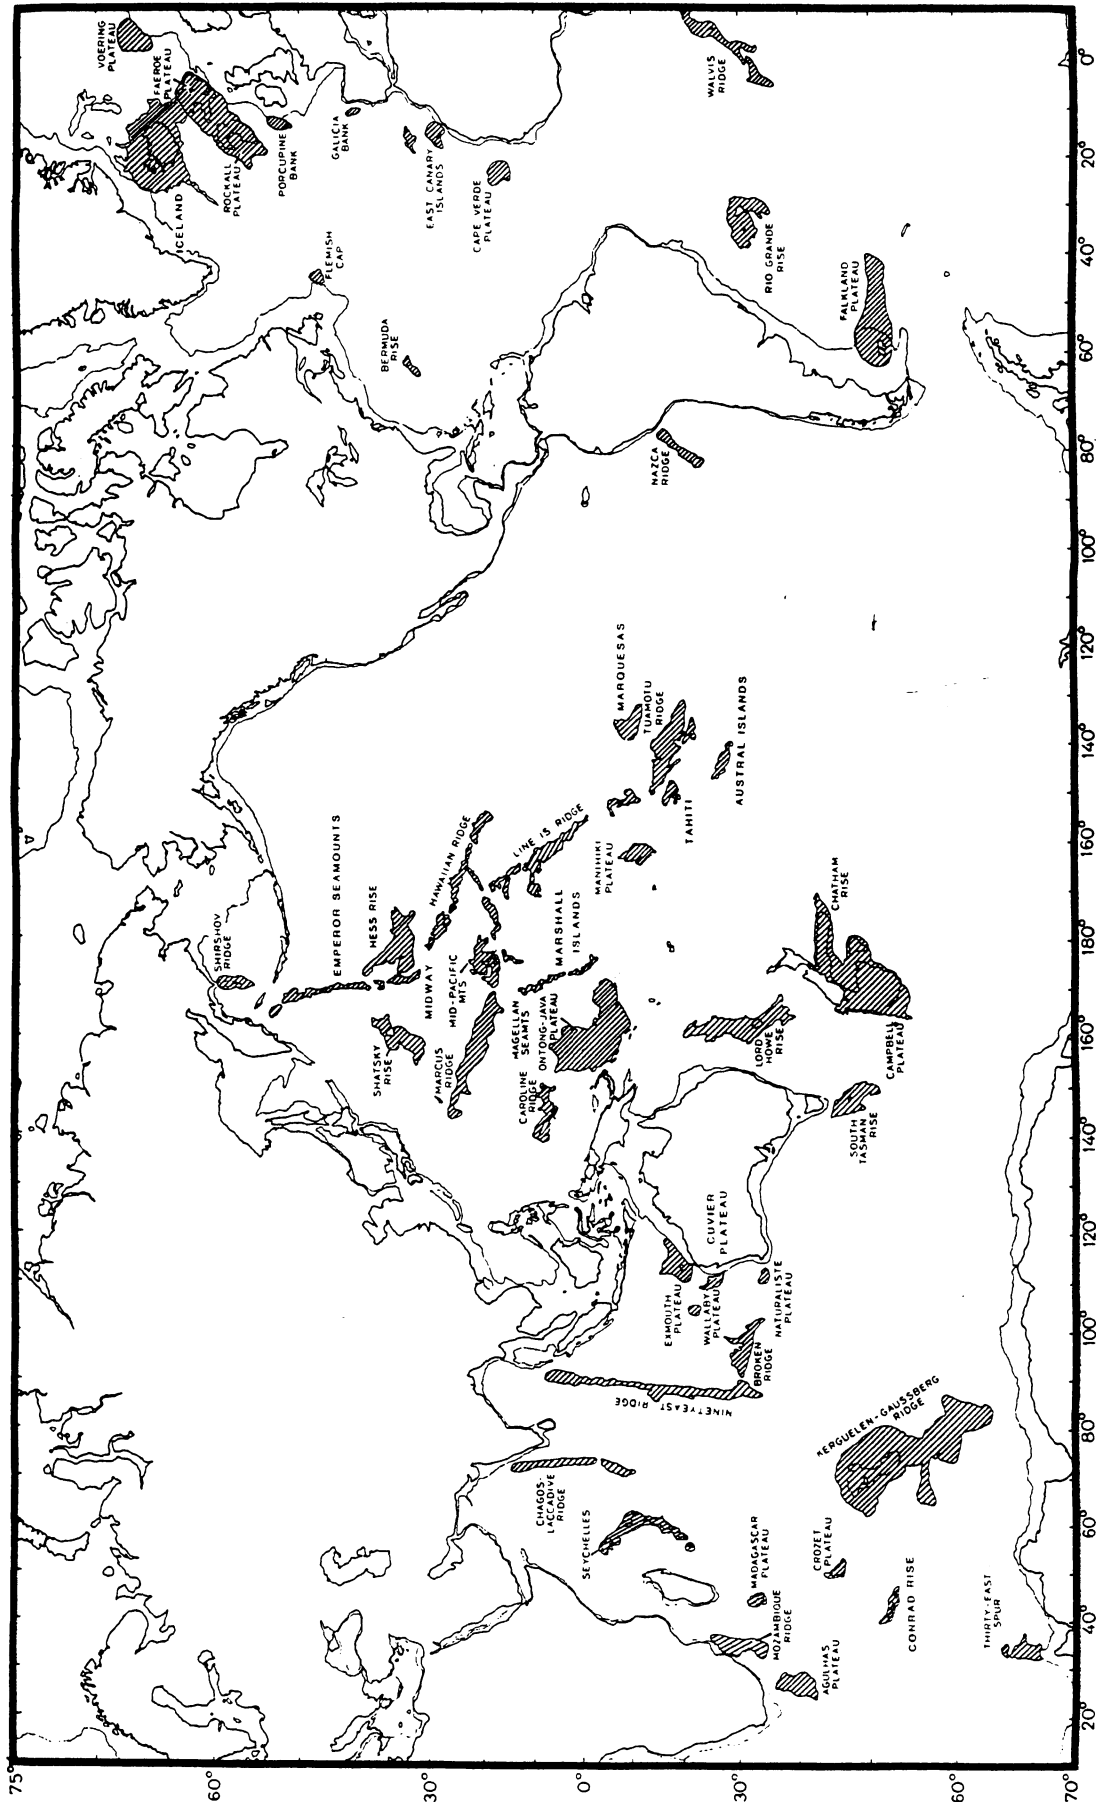 VOERING
PLATEAU
FAEROE
PLATEAU
ICELAND
ROCKALL
PLATEAU
PORCUPINE
BANK
GALICIA
BANK
EAST CANARY
ISLANDS
CAPE VERDE
PLATEAU
WALVIS
RIDGE
FLEMISH
CAP
BERMUDA
RISE
RIO GRANDE
RISE
FALKLAND
PLATEAU
NAZCA
RIDGE
MARQUESAS
TUAMOTU
RIDGE
AUSTRAL ISLANDS
TAHITI
LINE IS RIDGE
HAWAIIAN RIDGE
MANIHIKI
PLATEAU
MARSHALL
ISLANDS
EMPEROR SEAMOUNTS
HESS RISE
SHIRSHOV
RIDGE
MIDWAY
MID-PACIFIC
MTS
MAGELLAN
SEAMTS
ONTONG-JAVA
PLATEAU
SHATSKY
RISE
MARCUS
RIDGE
CAROLINE
RIDGE
CHATHAM
RISE
CAMPBELL
PLATEAU
LORD
HOWE
RISE
SOUTH
TASMAN
RISE
CUVIER
PLATEAU
EXMOUTH
PLATEAU
WALLABY
PLATEAU
NATURALISTE
PLATEAU
BROKEN
RIDGE
NINETYEAST RIDGE
KERGUELEN-GAUSSBERG
RIDGE
CHAGOS-
LACCADIVE
RIDGE
SEYCHELLES
MADAGASCAR
PLATEAU
CROZET
PLATEAU
CONRAD RISE
THIRTY-EAST
SPUR
MOZAMBIQUE
RIDGE
AGULHAS
PLATEAU
75°
60°
30°
0°
30°
60°
70°
20°
40°
60°
80°
100°
120°
140°
160°
180°
160°
140°
120°
100°
80°
60°
40°
20°
0°